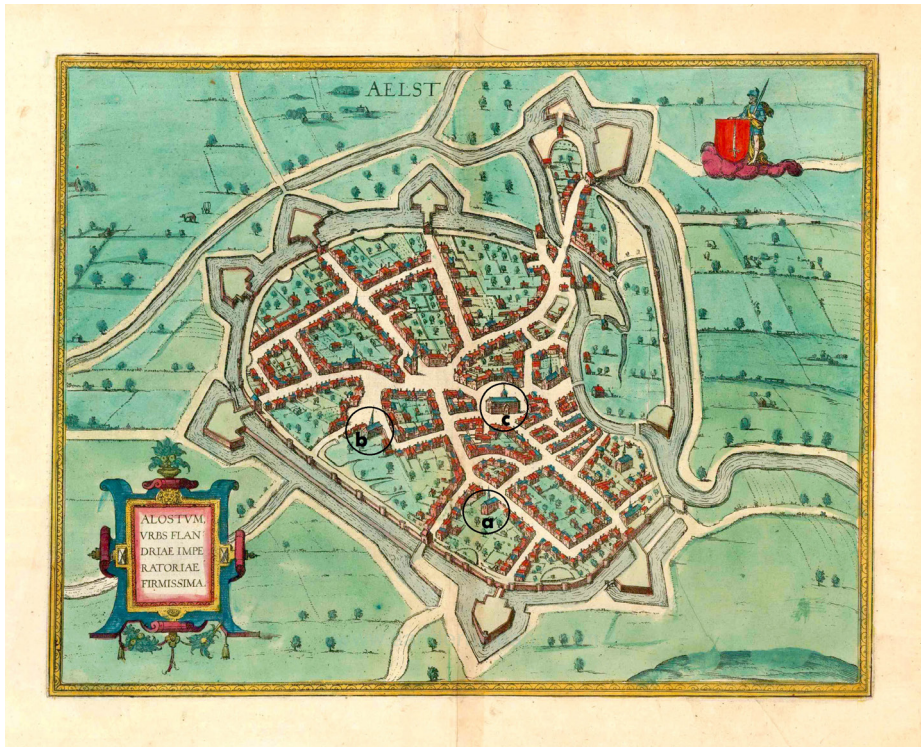 AELST
c
b
a
ALOSTVM,
VRBS FLAN
DRIAE IMPE
RATORIAE
FIRMISSIMA.